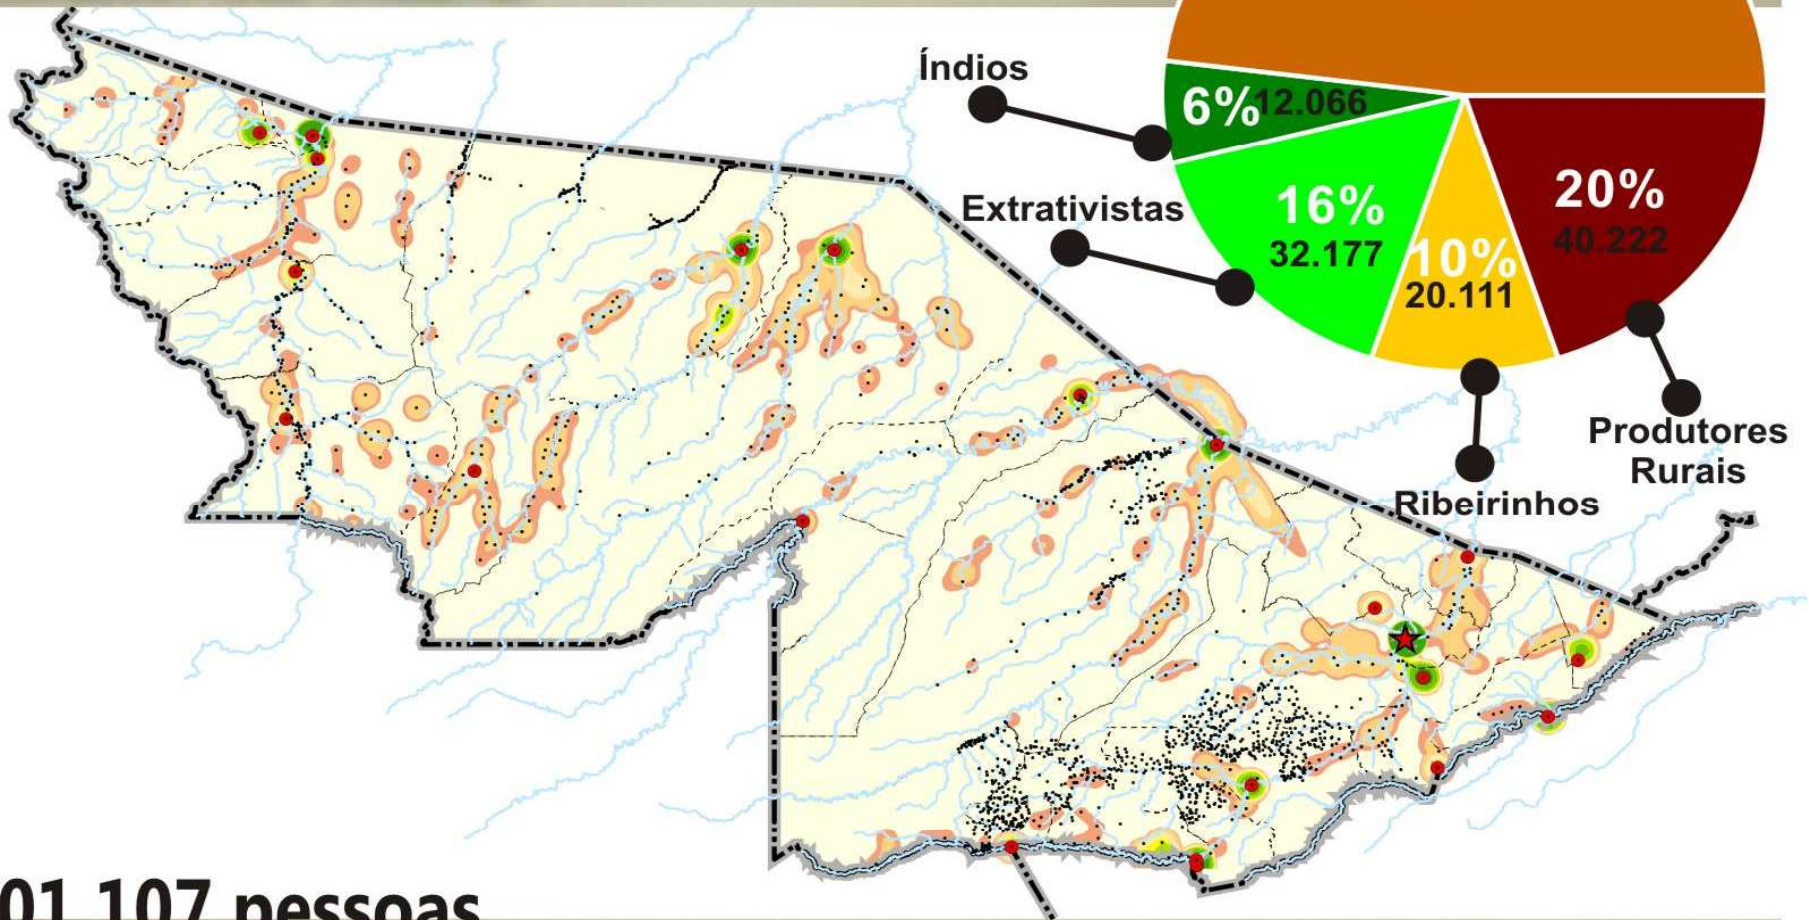 Índios
6% 12.066
Extrativistas
16%
32.177
10%
20.111
20%
40.222
Produtores
Rurais
Ribeirinhos
01.107 pessoas